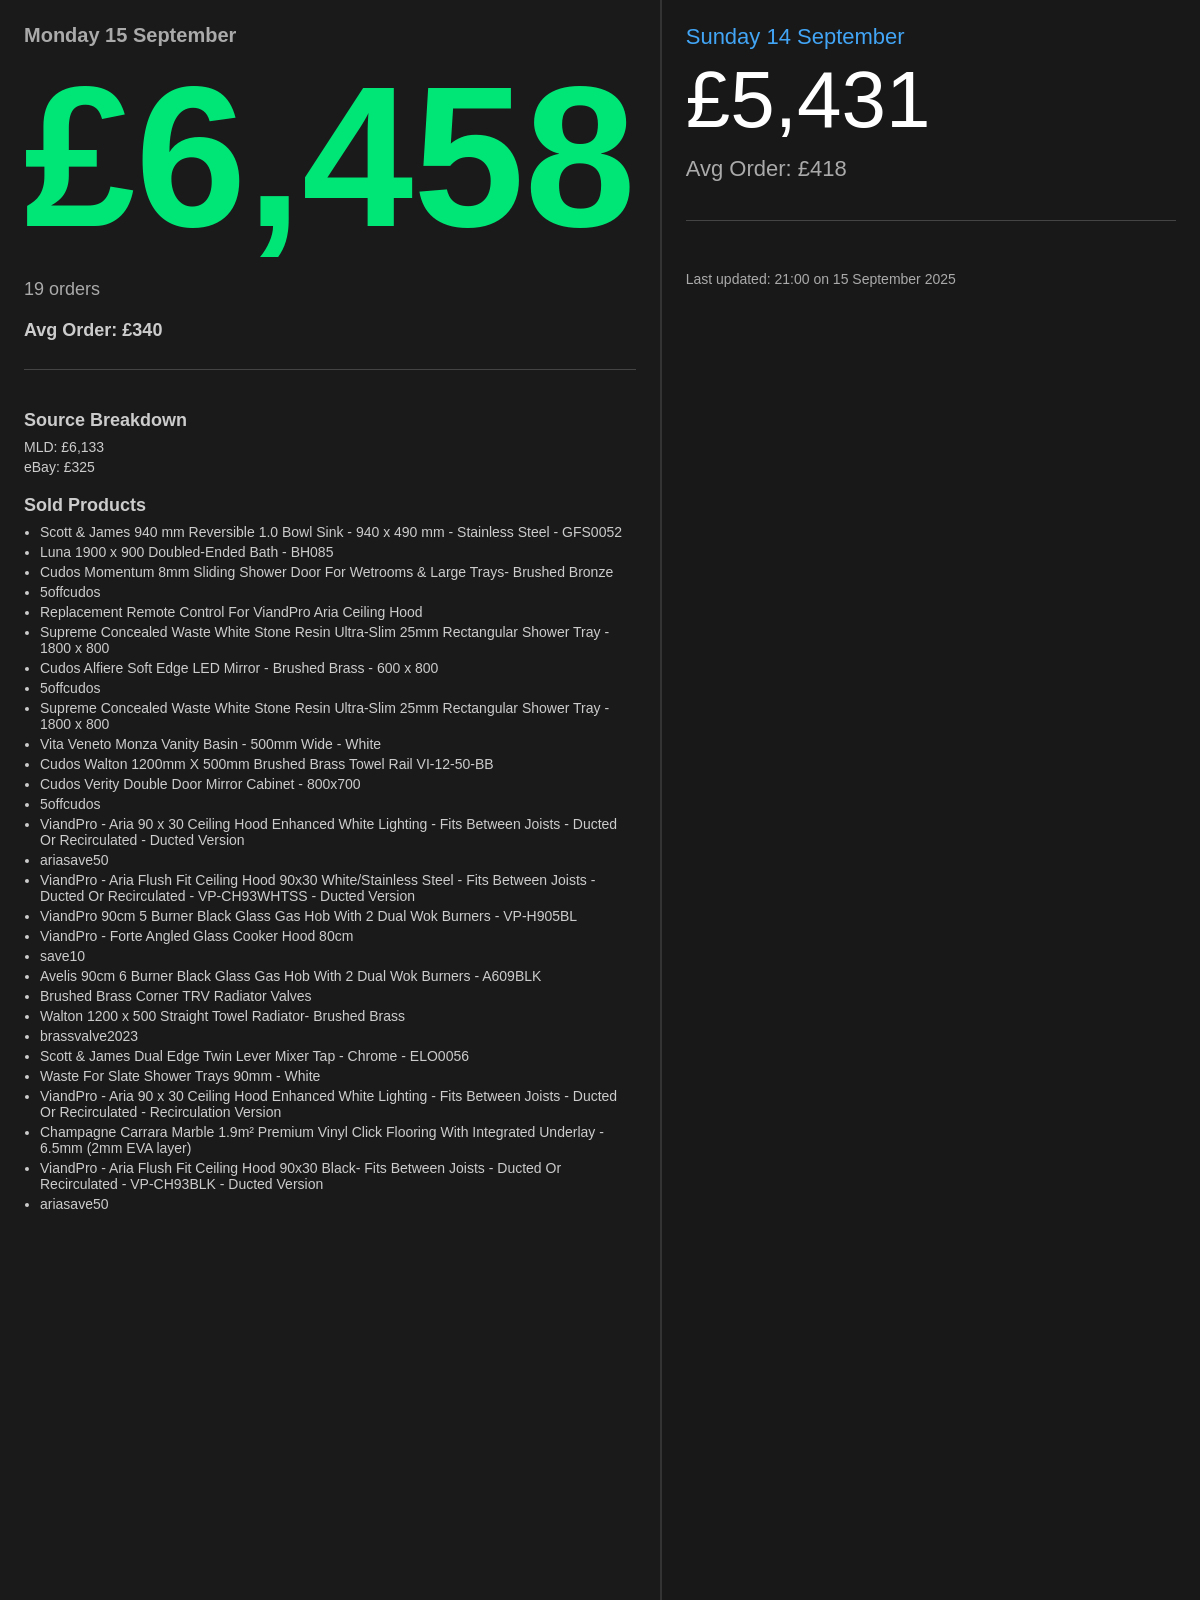 Monday 15 September
£6,458
19 orders
Avg Order: £340
Source Breakdown
MLD: £6,133
eBay: £325
Sold Products
• Scott & James 940 mm Reversible 1.0 Bowl Sink - 940 x 490 mm - Stainless Steel - GFS0052
• Luna 1900 x 900 Doubled-Ended Bath - BH085
• Cudos Momentum 8mm Sliding Shower Door For Wetrooms & Large Trays- Brushed Bronze
• 5offcudos
• Replacement Remote Control For ViandPro Aria Ceiling Hood
• Supreme Concealed Waste White Stone Resin Ultra-Slim 25mm Rectangular Shower Tray -
1800 x 800
• Cudos Alfiere Soft Edge LED Mirror - Brushed Brass - 600 x 800
• 5offcudos
• Supreme Concealed Waste White Stone Resin Ultra-Slim 25mm Rectangular Shower Tray -
1800 x 800
• Vita Veneto Monza Vanity Basin - 500mm Wide - White
• Cudos Walton 1200mm X 500mm Brushed Brass Towel Rail VI-12-50-BB
• Cudos Verity Double Door Mirror Cabinet - 800x700
• 5offcudos
• ViandPro - Aria 90 x 30 Ceiling Hood Enhanced White Lighting - Fits Between Joists - Ducted
Or Recirculated - Ducted Version
• ariasave50
• ViandPro - Aria Flush Fit Ceiling Hood 90x30 White/Stainless Steel - Fits Between Joists -
Ducted Or Recirculated - VP-CH93WHTSS - Ducted Version
• ViandPro 90cm 5 Burner Black Glass Gas Hob With 2 Dual Wok Burners - VP-H905BL
• ViandPro - Forte Angled Glass Cooker Hood 80cm
• save10
• Avelis 90cm 6 Burner Black Glass Gas Hob With 2 Dual Wok Burners - A609BLK
• Brushed Brass Corner TRV Radiator Valves
• Walton 1200 x 500 Straight Towel Radiator- Brushed Brass
• brassvalve2023
• Scott & James Dual Edge Twin Lever Mixer Tap - Chrome - ELO0056
• Waste For Slate Shower Trays 90mm - White
• ViandPro - Aria 90 x 30 Ceiling Hood Enhanced White Lighting - Fits Between Joists - Ducted
Or Recirculated - Recirculation Version
• Champagne Carrara Marble 1.9m² Premium Vinyl Click Flooring With Integrated Underlay -
6.5mm (2mm EVA layer)
• ViandPro - Aria Flush Fit Ceiling Hood 90x30 Black- Fits Between Joists - Ducted Or
Recirculated - VP-CH93BLK - Ducted Version
• ariasave50
Sunday 14 September
£5,431
Avg Order: £418
Last updated: 21:00 on 15 September 2025